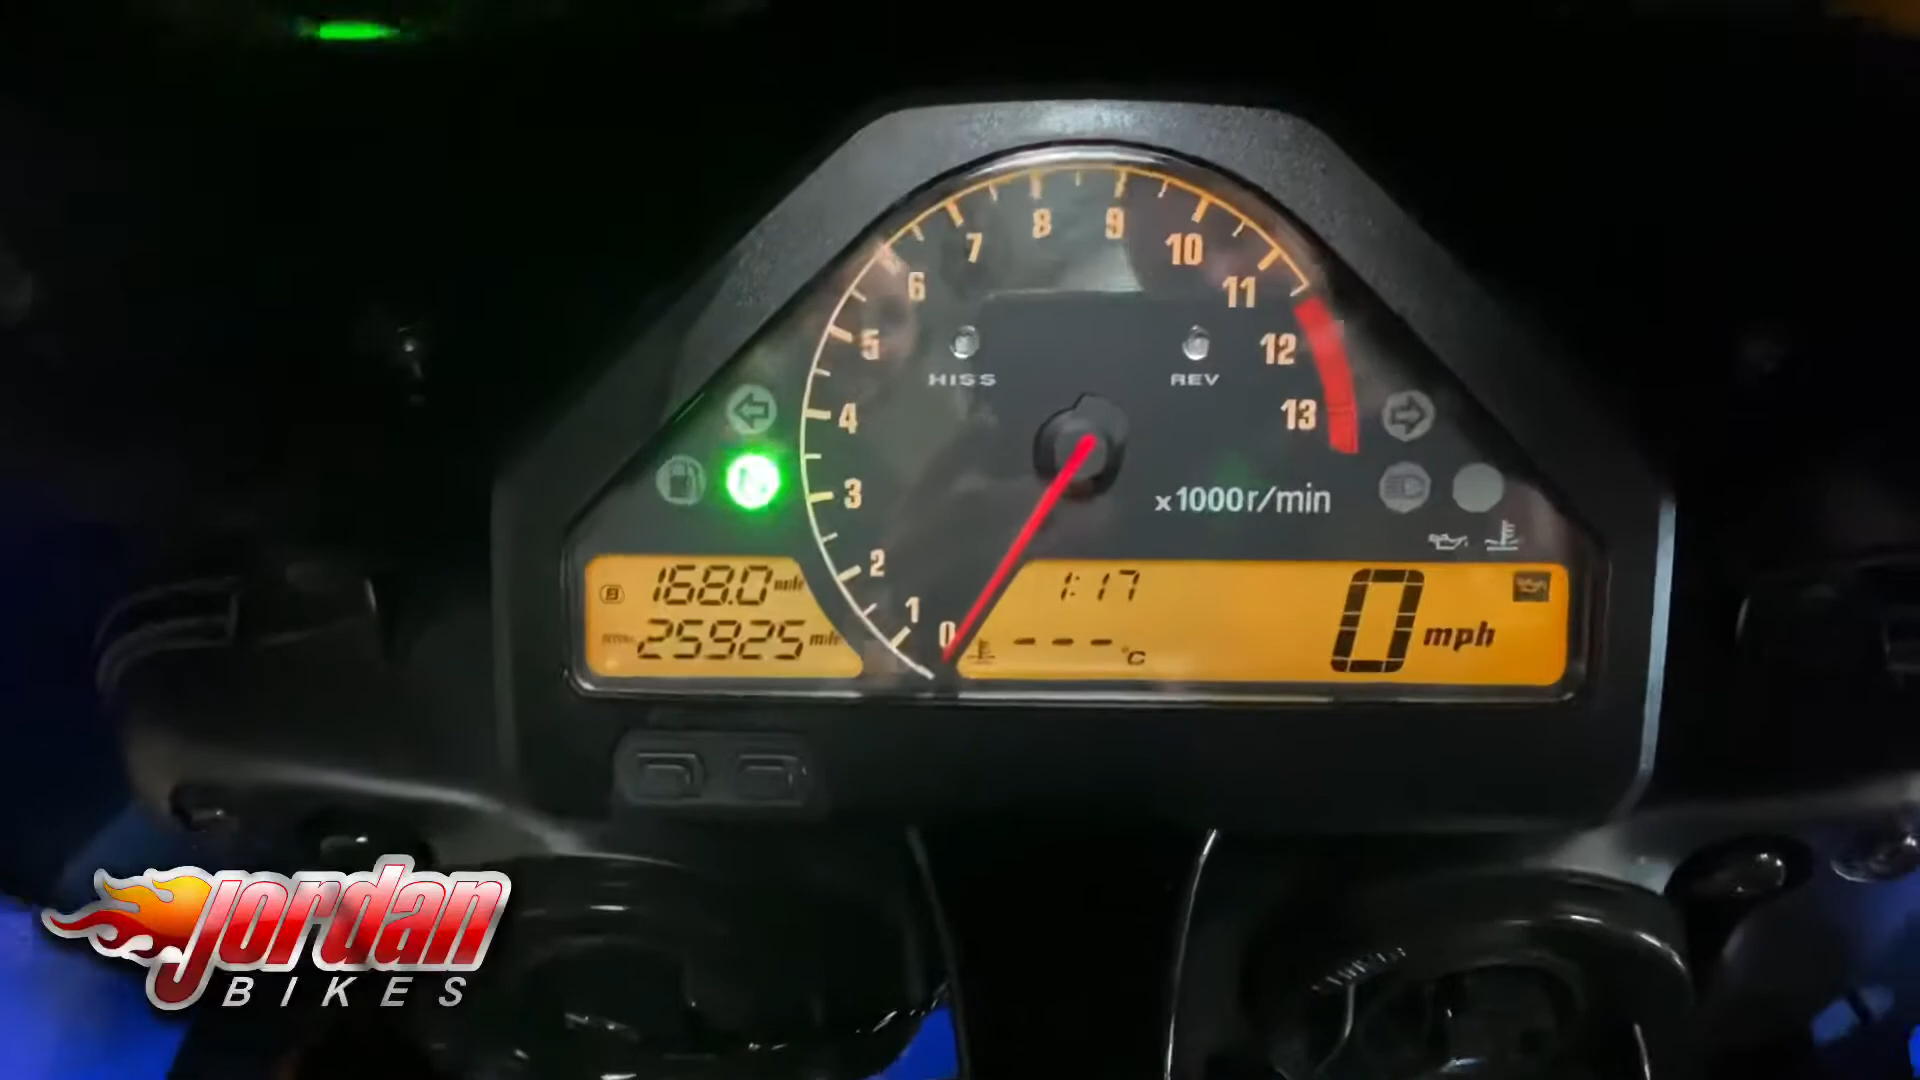 8
9
7
10
6
11
5
12
HISS
REV
4
13
3
x1000r/min
2
1
0
B 168.0 mile
25925 mile
1:17
--- °C
0 mph
jordan
BIKES